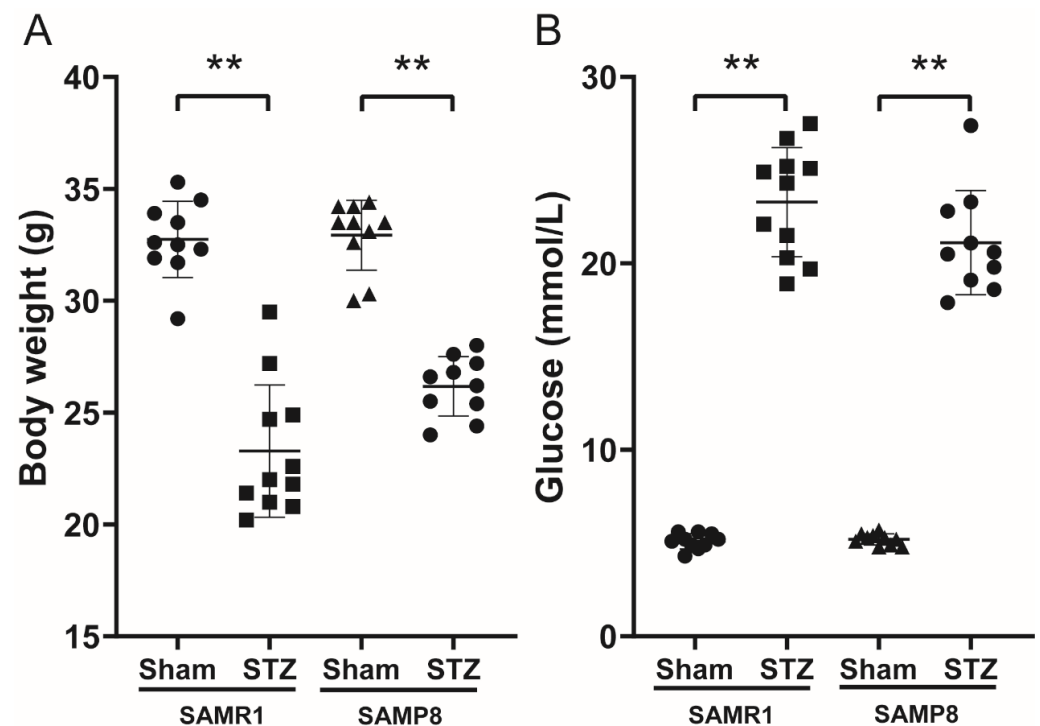 A
Body weight (g)
40
35
30
25
20
15
**
**
Sham STZ Sham STZ
SAMR1 SAMP8
B
Glucose (mmol/L)
30
20
10
0
**
**
Sham STZ Sham STZ
SAMR1 SAMP8